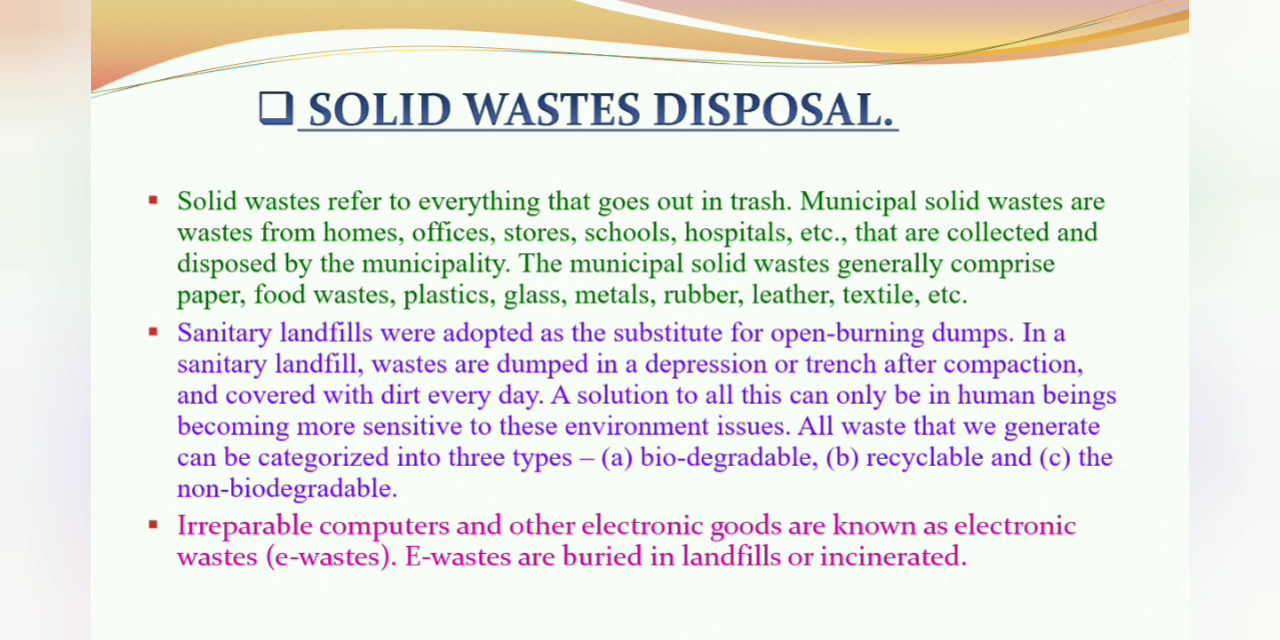 ❑ SOLID WASTES DISPOSAL.
▪ Solid wastes refer to everything that goes out in trash. Municipal solid wastes are
wastes from homes, offices, stores, schools, hospitals, etc., that are collected and
disposed by the municipality. The municipal solid wastes generally comprise
paper, food wastes, plastics, glass, metals, rubber, leather, textile, etc.
▪ Sanitary landfills were adopted as the substitute for open-burning dumps. In a
sanitary landfill, wastes are dumped in a depression or trench after compaction,
and covered with dirt every day. A solution to all this can only be in human beings
becoming more sensitive to these environment issues. All waste that we generate
can be categorized into three types – (a) bio-degradable, (b) recyclable and (c) the
non-biodegradable.
▪ Irreparable computers and other electronic goods are known as electronic
wastes (e-wastes). E-wastes are buried in landfills or incinerated.